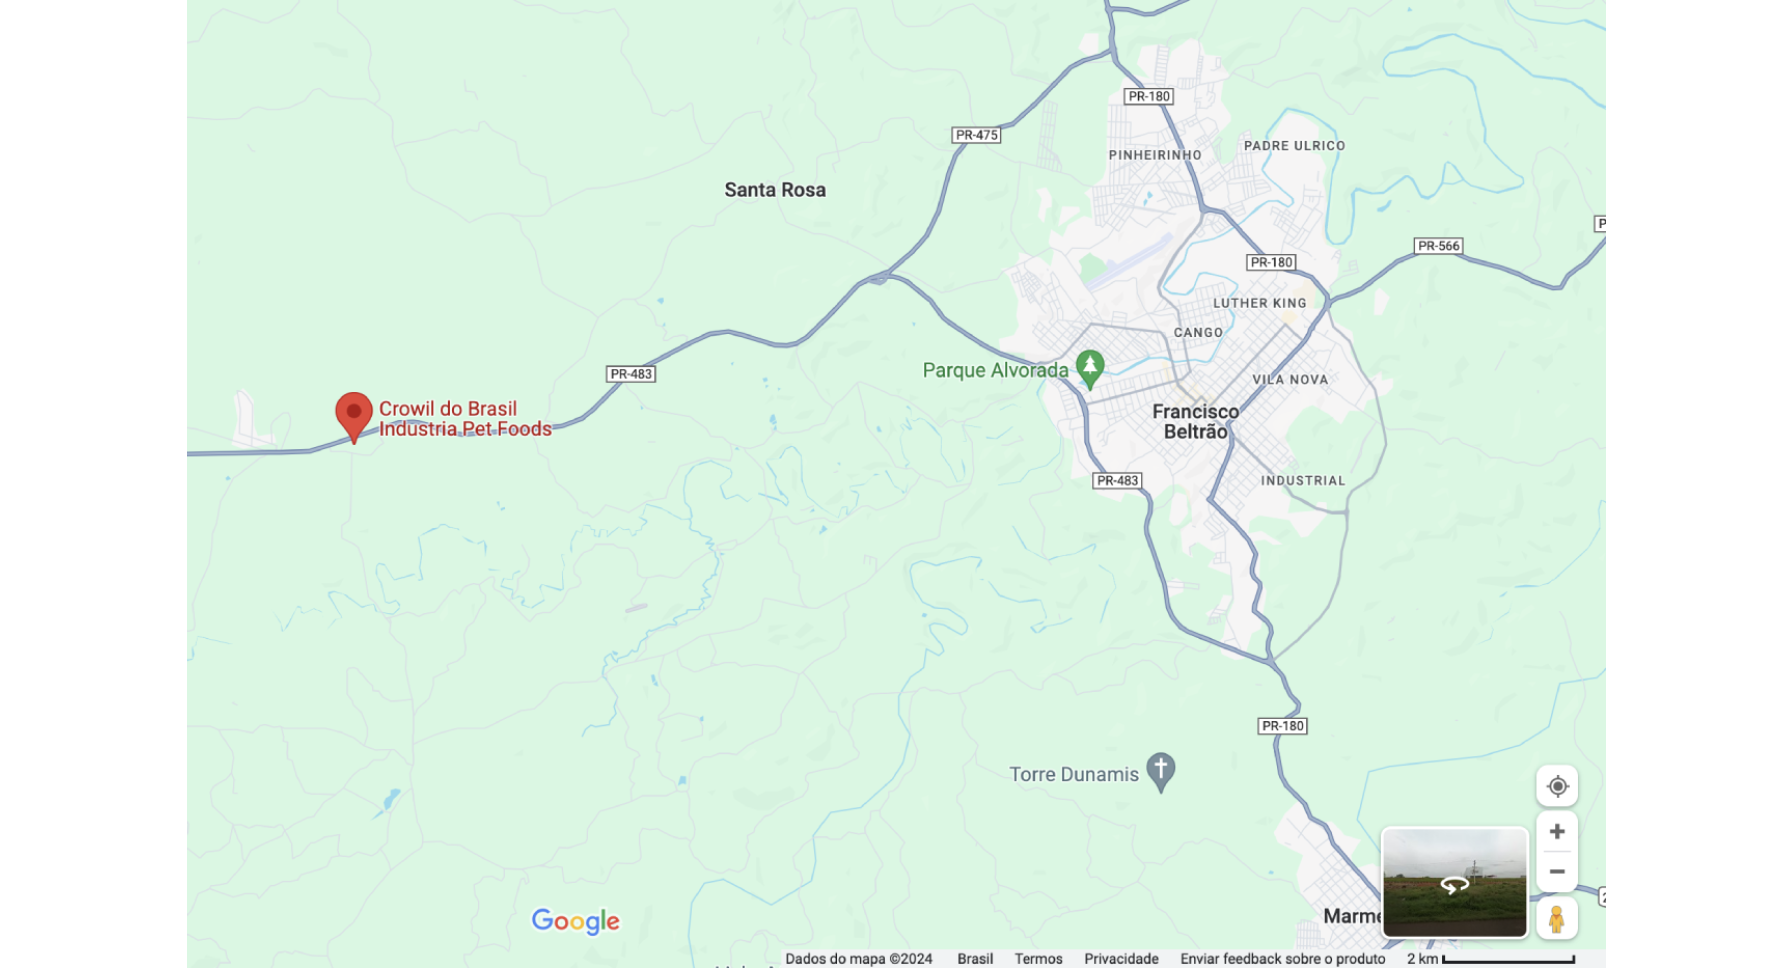 PR-180
PR-475
PINHEIRINHO
PADRE ULRICO
Santa Rosa
PR-566
PR-180
LUTHER KING
CANGO
PR-483
Parque Alvorada
VILA NOVA
Crowil do Brasil
Industria Pet Foods
Francisco
Beltrão
PR-483
INDUSTRIAL
PR-180
Torre Dunamis
Google
Dados do mapa ©2024 Brasil Termos Privacidade Enviar feedback sobre o produto 2 km